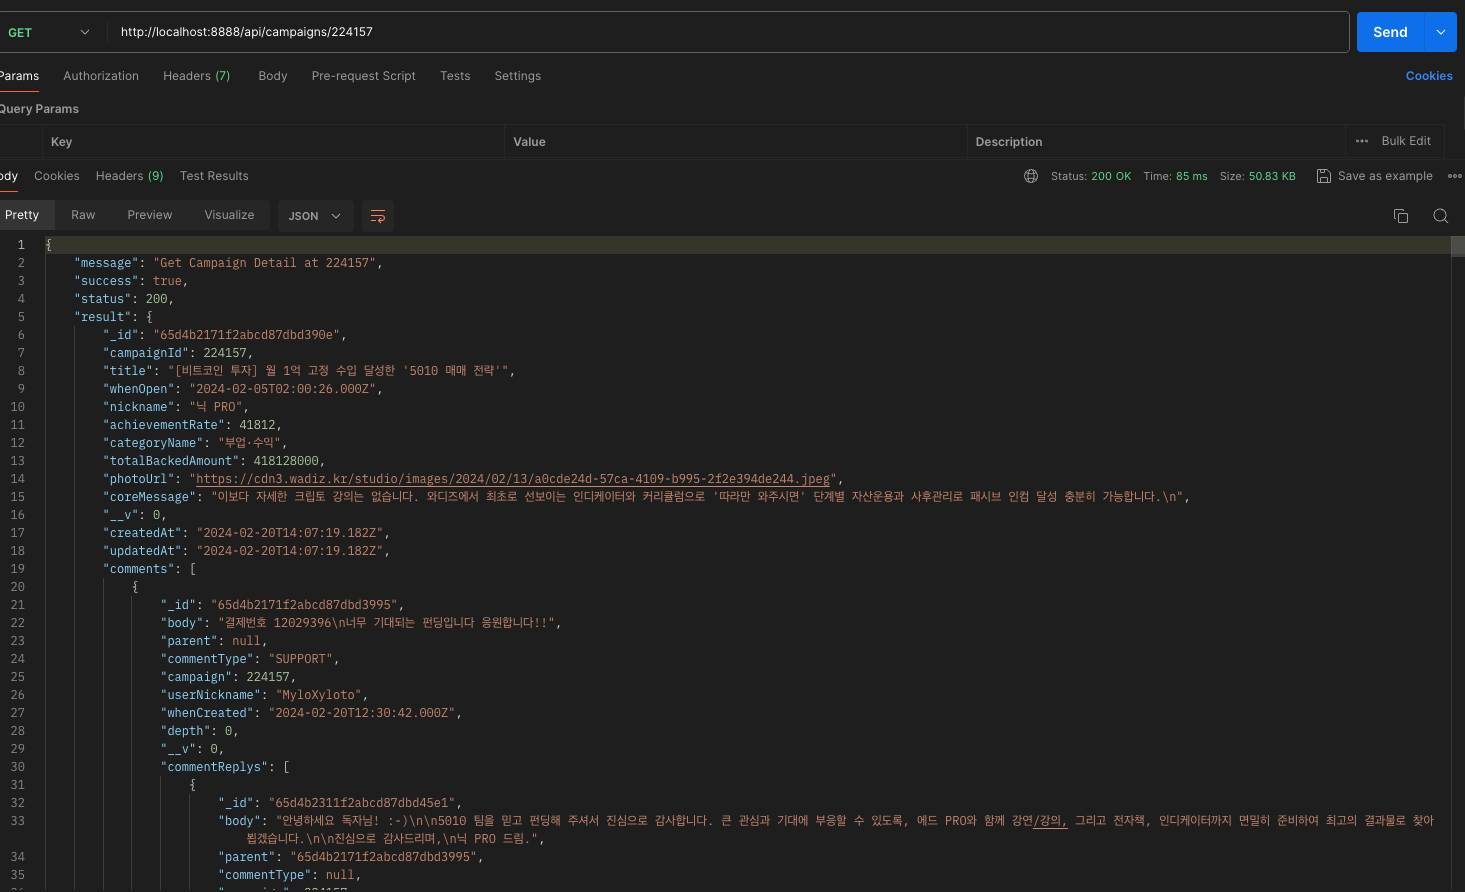 GET http://localhost:8888/api/campaigns/224157 Send
Params Authorization Headers (7) Body Pre-request Script Tests Settings Cookies
Query Params
Key Value Description ••• Bulk Edit
ody Cookies Headers (9) Test Results Status: 200 OK Time: 85 ms Size: 50.83 KB Save as example •••
Pretty Raw Preview Visualize JSON
1 {
2 "message": "Get Campaign Detail at 224157",
3 "success": true,
4 "status": 200,
5 "result": {
6 "_id": "65d4b2171f2abcd87dbd390e",
7 "campaignId": 224157,
8 "title": "[비트코인 투자] 월 1억 고정 수입 달성한 '5010 매매 전략'",
9 "whenOpen": "2024-02-05T02:00:26.000Z",
10 "nickname": "닉 PRO",
11 "achievementRate": 41812,
12 "categoryName": "부업·수익",
13 "totalBackedAmount": 418128000,
14 "photoUrl": "https://cdn3.wadiz.kr/studio/images/2024/02/13/a0cde24d-57ca-4109-b995-2f2e394de244.jpeg",
15 "coreMessage": "이보다 자세한 크립토 강의는 없습니다. 와디즈에서 최초로 선보이는 인디케이터와 커리큘럼으로 '따라만 와주시면' 단계별 자산운용과 사후관리로 패시브 인컴 달성 충분히 가능합니다.\n",
16 "__v": 0,
17 "createdAt": "2024-02-20T14:07:19.182Z",
18 "updatedAt": "2024-02-20T14:07:19.182Z",
19 "comments": [
20 {
21 "_id": "65d4b2171f2abcd87dbd3995",
22 "body": "결제번호 12029396\n너무 기대되는 펀딩입니다 응원합니다!!",
23 "parent": null,
24 "commentType": "SUPPORT",
25 "campaign": 224157,
26 "userNickname": "MyloXyloto",
27 "whenCreated": "2024-02-20T12:30:42.000Z",
28 "depth": 0,
29 "__v": 0,
30 "commentReplys": [
31 {
32 "_id": "65d4b2311f2abcd87dbd45e1",
33 "body": "안녕하세요 독자님! :-)\n\n5010 팀을 믿고 펀딩해 주셔서 진심으로 감사합니다. 큰 관심과 기대에 부응할 수 있도록, 에드 PRO와 함께 강연/강의, 그리고 전자책, 인디케이터까지 면밀히 준비하여 최고의 결과물로 찾아
뵙겠습니다.\n\n진심으로 감사드리며,\n닉 PRO 드림.",
34 "parent": "65d4b2171f2abcd87dbd3995",
35 "commentType": null,